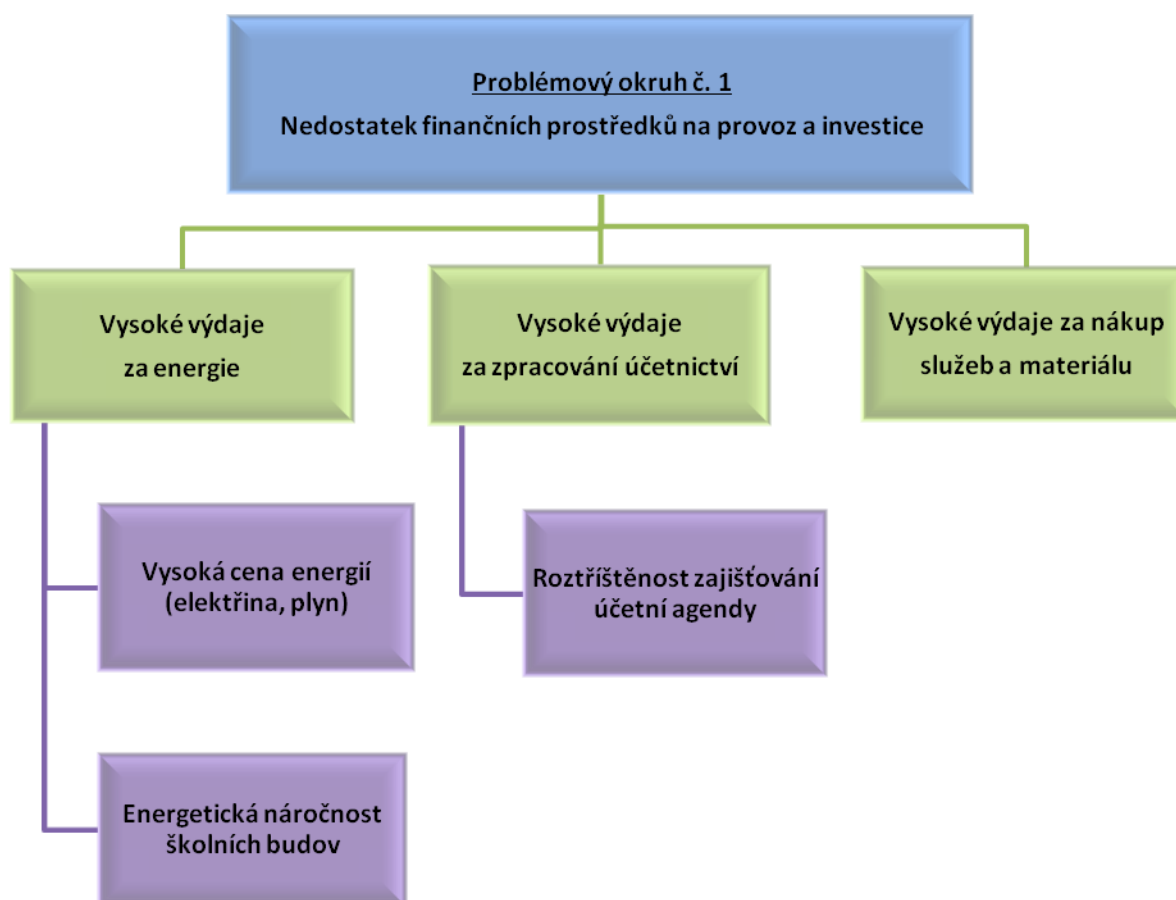 Problémový okruh č. 1
Nedostatek finančních prostředků na provoz a investice
Vysoké výdaje
za energie
Vysoké výdaje
za zpracování účetnictví
Vysoké výdaje za nákup
služeb a materiálu
Vysoká cena energií
(elektřina, plyn)
Roztříštěnost zajišťování
účetní agendy
Energetická náročnost
školních budov